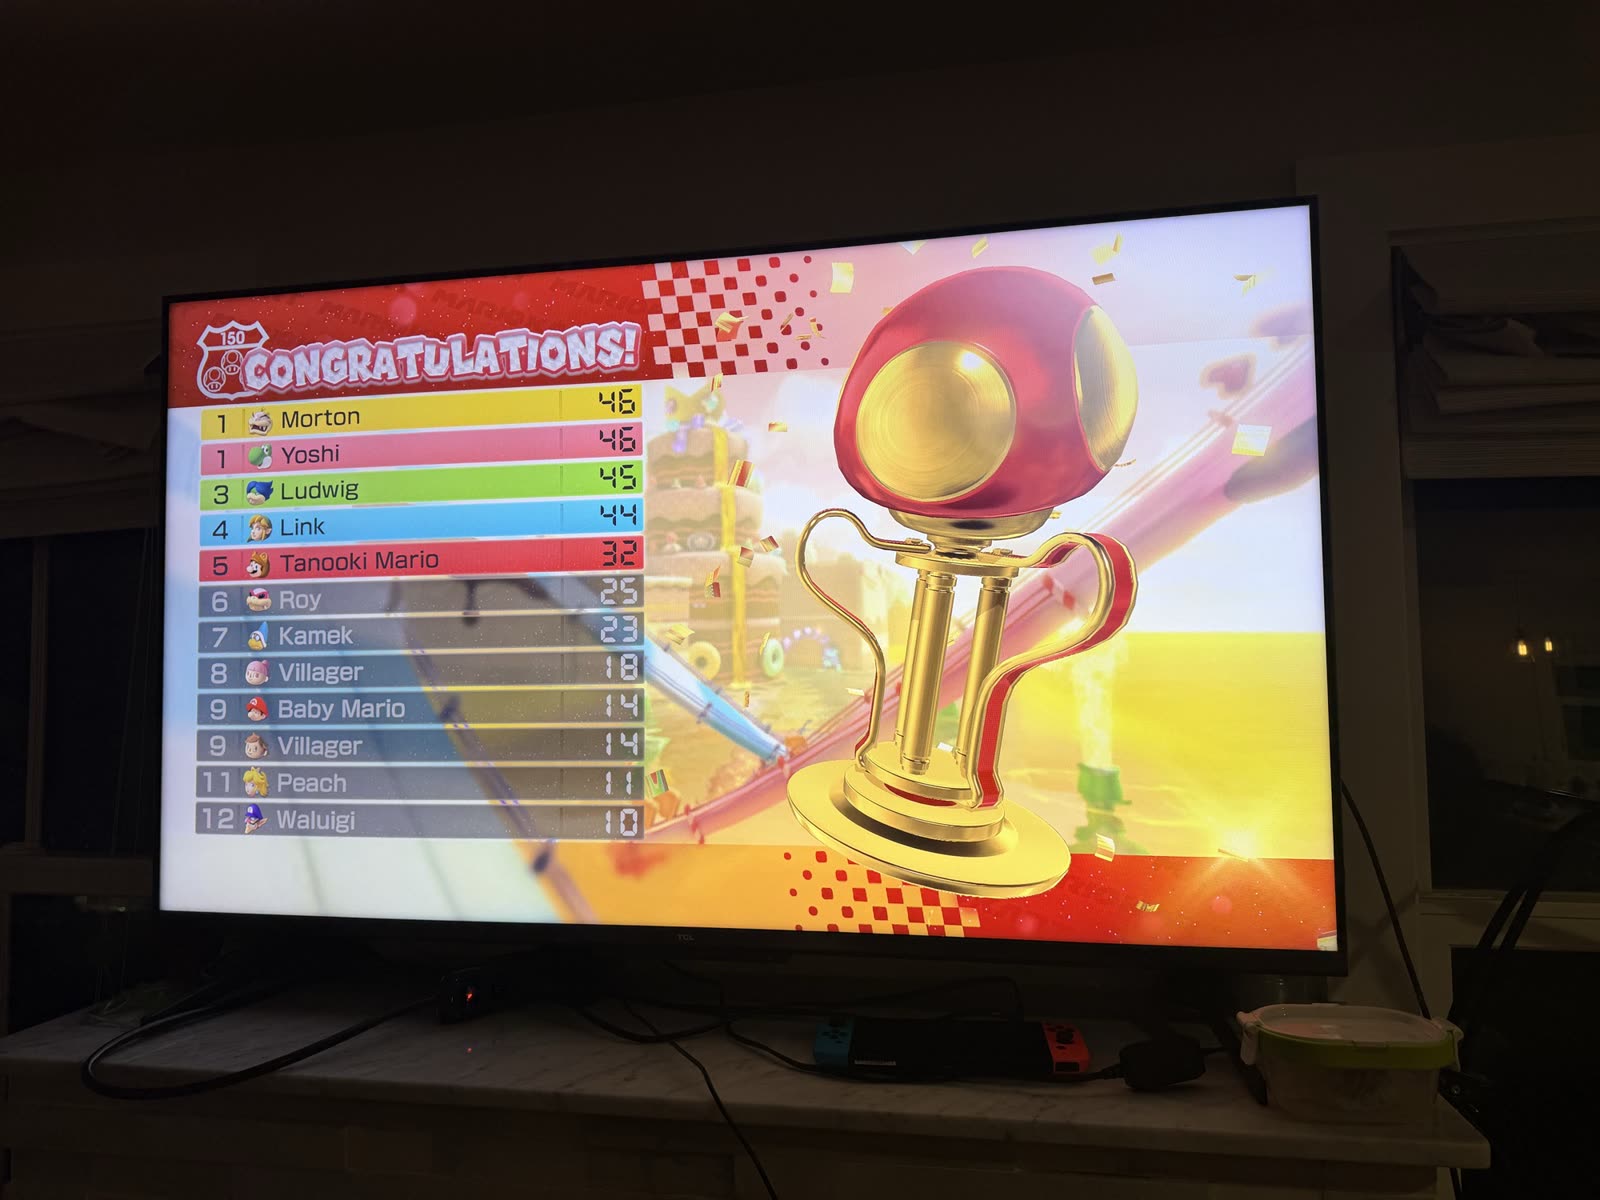 150
CONGRATULATIONS!
1 Morton 46
1 Yoshi 46
3 Ludwig 45
4 Link 44
5 Tanooki Mario 32
6 Roy 25
7 Kamek 23
8 Villager 18
9 Baby Mario 14
9 Villager 14
11 Peach 11
12 Waluigi 10
TCL